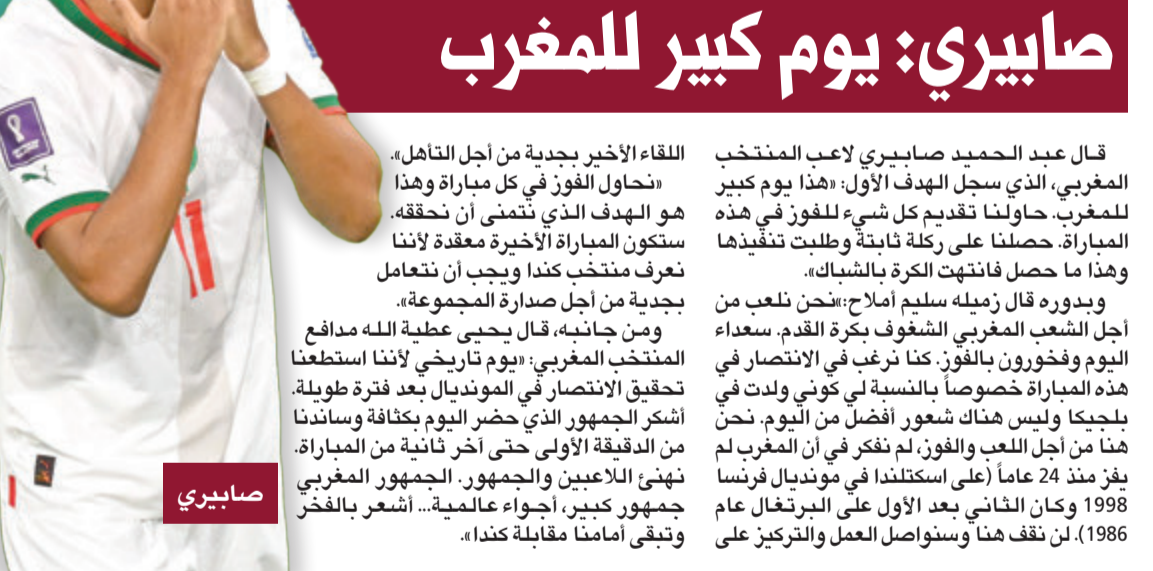 صابيري: يوم كبير للمغرب
قال عبد الحميد صابيري لاعب المنتخب
المغربي، الذي سجل الهدف الأول: «هذا يوم كبير
للمغرب. حاولنا تقديم كل شيء للفوز في هذه
المباراة. حصلنا على ركلة ثابتة وطلبت تنفيذها
وهذا ما حصل فانتهت الكرة بالشباك».
وبدوره قال زميله سليم أملاح:»نحن نلعب من
أجل الشعب المغربي الشغوف بكرة القدم. سعداء
اليوم وفخورون بالفوز. كنا نرغب في الانتصار في
هذه المباراة خصوصاً بالنسبة لي كوني ولدت في
بلجيكا وليس هناك شعور أفضل من اليوم. نحن
هنا من أجل اللعب والفوز، لم نفكر في أن المغرب لم
يفز منذ 24 عاماً (على اسكتلندا في مونديال فرنسا
1998 وكان الثاني بعد الأول على البرتغال عام
1986). لن نقف هنا وسنواصل العمل والتركيز على
اللقاء الأخير بجدية من أجل التأهل».
«نحاول الفوز في كل مباراة وهذا
هو الهدف الذي نتمنى أن نحققه.
ستكون المباراة الأخيرة معقدة لأننا
نعرف منتخب كندا ويجب أن نتعامل
بجدية من أجل صدارة المجموعة».
ومن جانبه، قال يحيى عطية الله مدافع
المنتخب المغربي: «يوم تاريخي لأننا استطعنا
تحقيق الانتصار في المونديال بعد فترة طويلة.
أشكر الجمهور الذي حضر اليوم بكثافة وساندنا
من الدقيقة الأولى حتى آخر ثانية من المباراة.
نهنئ اللاعبين والجمهور. الجمهور المغربي
جمهور كبير، أجواء عالمية... أشعر بالفخر
وتبقى أمامنا مقابلة كندا».
صابيري
11